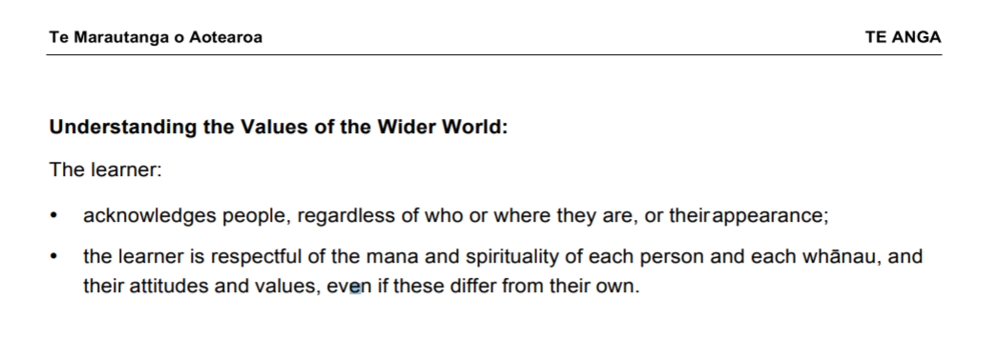 Te Marautanga o Aotearoa TE ANGA
Understanding the Values of the Wider World:
The learner:
• acknowledges people, regardless of who or where they are, or their appearance;
• the learner is respectful of the mana and spirituality of each person and each whānau, and
their attitudes and values, even if these differ from their own.